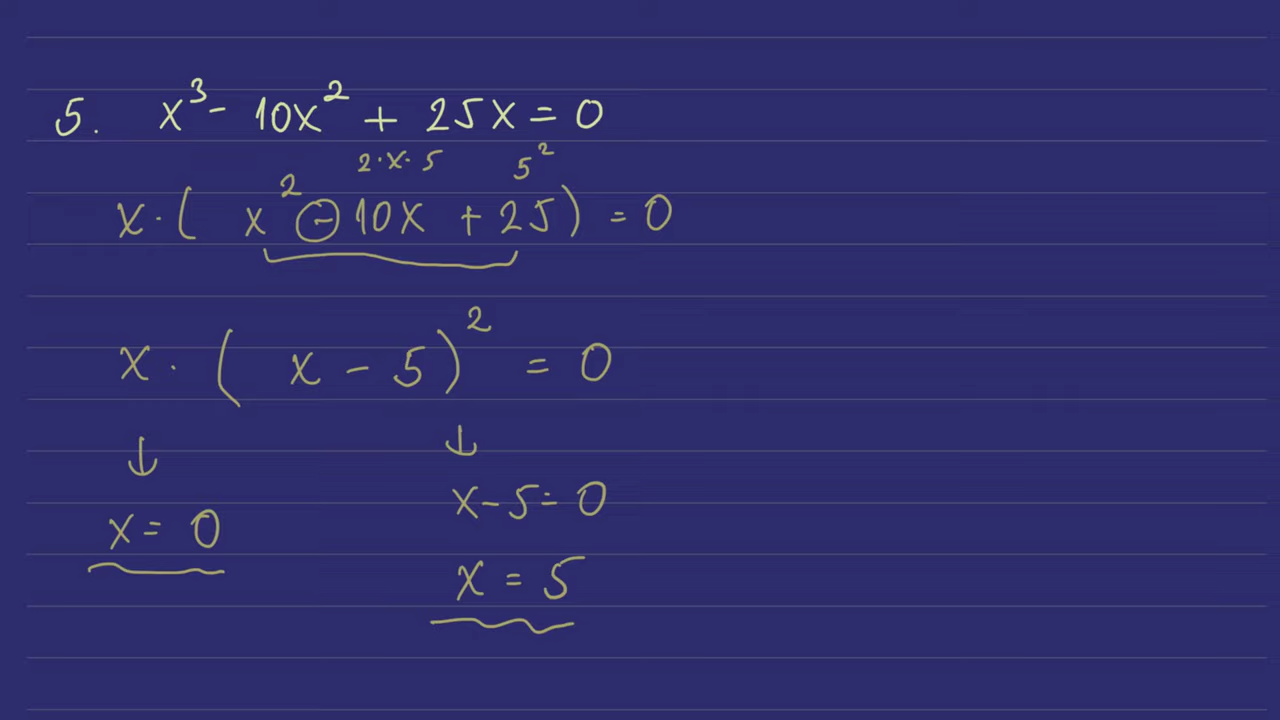 5. x³ - 10x² + 25x = 0
2·x·5 5²
x·( x² - 10x + 25) = 0
x · ( x - 5)² = 0
↓ ↓
x = 0 x - 5 = 0
x = 5